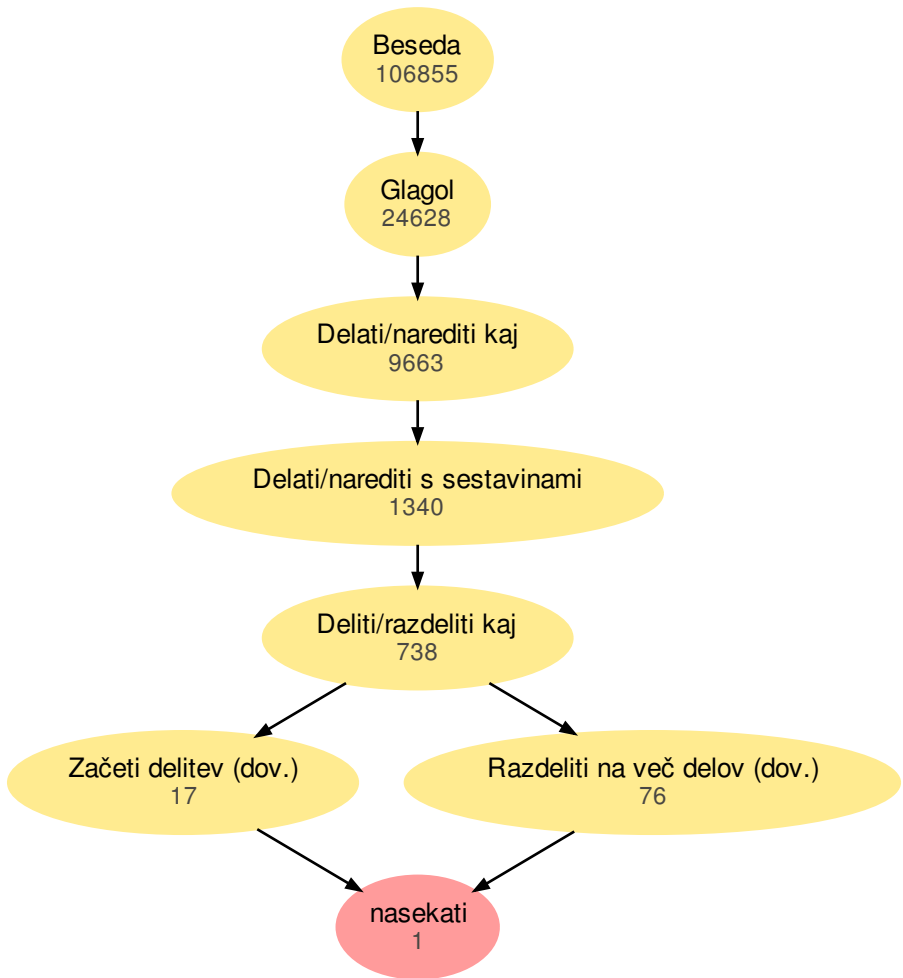 Beseda
106855
Glagol
24628
Delati/narediti kaj
9663
Delati/narediti s sestavinami
1340
Deliti/razdeliti kaj
738
Začeti delitev (dov.)
17
Razdeliti na več delov (dov.)
76
nasekati
1